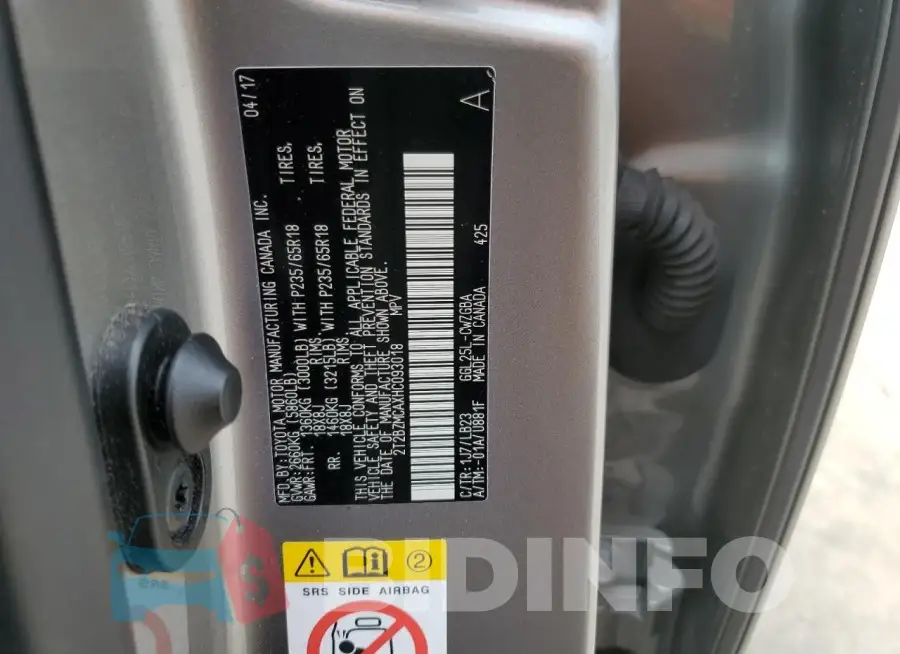 MFD.BY:TOYOTA MOTOR MANUFACTURING CANADA INC. 04/17
GVWR:2660KG (5860LB)
GAWR:FRT. 1360KG (3000LB) WITH P235/65R18 TIRES,
18X8J RIMS,
RR. 1460KG (3215LB) WITH P235/65R18 TIRES,
18X8J RIMS.
THIS VEHICLE CONFORMS TO ALL APPLICABLE FEDERAL MOTOR
VEHICLE SAFETY AND THEFT PREVENTION STANDARDS IN EFFECT ON
THE DATE OF MANUFACTURE SHOWN ABOVE.
2T2BZMCAXHC093018 MPV
C/TR:1J7/LB23 GGL25L-CWZGBA 425
A/TM:-01A/U881F MADE IN CANADA
A
2
SRS SIDE AIRBAG
BIDINFO